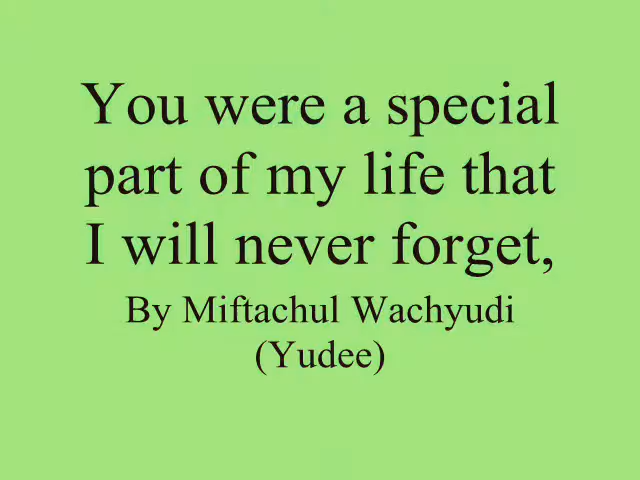 You were a special
part of my life that
I will never forget,
By Miftachul Wachyudi
(Yudee)